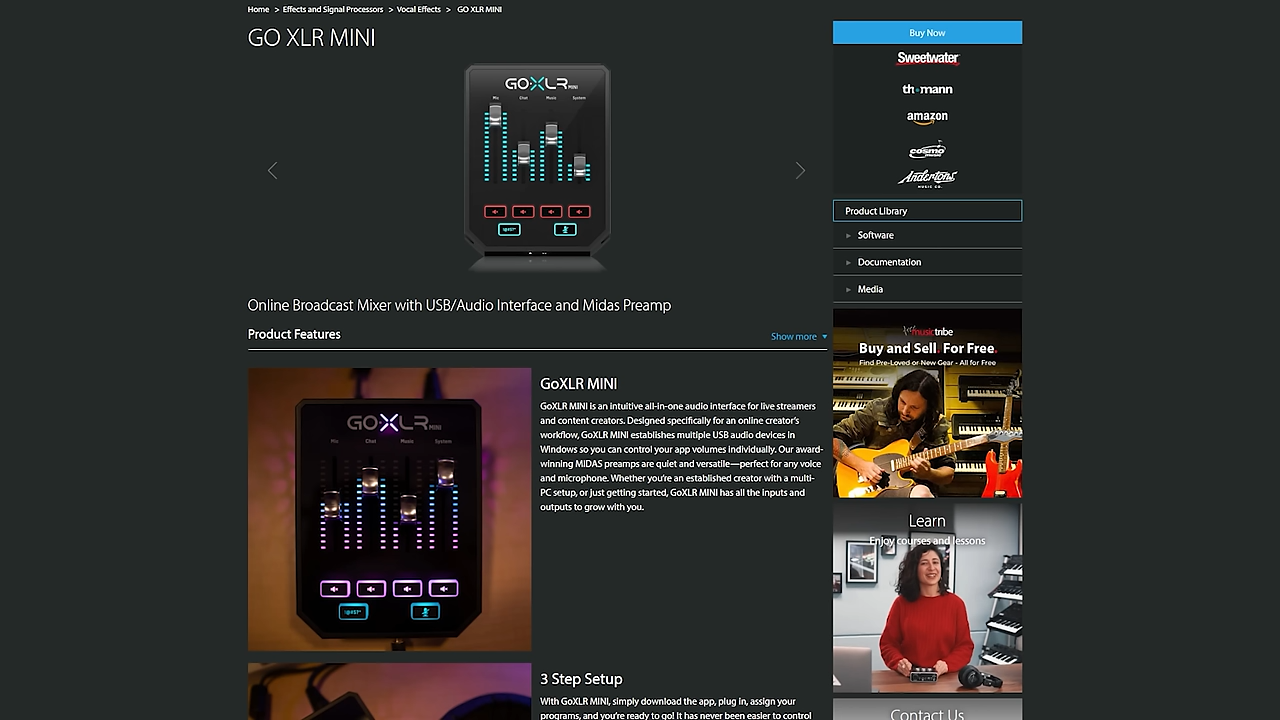 Home > Effects and Signal Processors > Vocal Effects > GO XLR MINI
GO XLR MINI
GOXLR MINI
Mic Chat Music System
Online Broadcast Mixer with USB/Audio Interface and Midas Preamp
Product Features
Show more
GOXLR MINI
Mic Chat Music System
GoXLR MINI
GoXLR MINI is an intuitive all-in-one audio interface for live streamers
and content creators. Designed specifically for an online creator's
workflow, GoXLR MINI establishes multiple USB audio devices in
Windows so you can control your app volumes individually. Our award-
winning MIDAS preamps are quiet and versatile—perfect for any voice
and microphone. Whether you're an established creator with a multi-
PC setup, or just getting started, GoXLR MINI has all the inputs and
outputs to grow with you.
3 Step Setup
With GoXLR MINI, simply download the app, plug in, assign your
programs, and you're ready to go! It has never been easier to control
Buy Now
Sweetwater
th•mann
amazon
cosmo
MUSIC
Andertons
MUSIC CO.
Product Library
Software
Documentation
Media
musictribe
Buy and Sell. For Free.
Find Pre-Loved or New Gear - All for Free
Learn
Enjoy courses and lessons
Contact Us